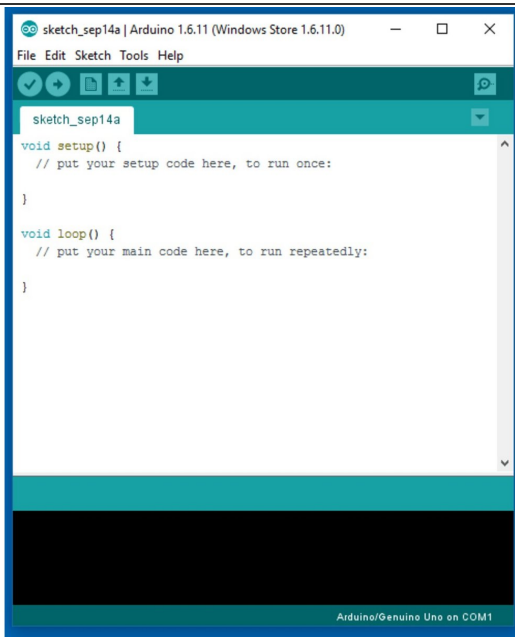 sketch_sep14a | Arduino 1.6.11 (Windows Store 1.6.11.0)
File Edit Sketch Tools Help
sketch_sep14a
void setup() {
  // put your setup code here, to run once:
}
void loop() {
  // put your main code here, to run repeatedly:
}
Arduino/Genuino Uno on COM1